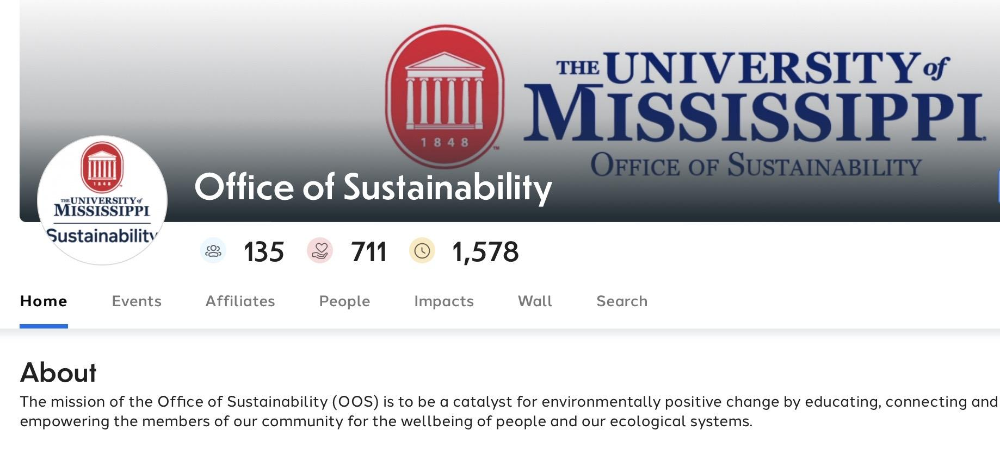 THE UNIVERSITY of
MISSISSIPPI
OFFICE OF SUSTAINABILITY
1848
™
1848
THE UNIVERSITY of
MISSISSIPPI
Sustainability
Office of Sustainability
135 711 1,578
Home Events Affiliates People Impacts Wall Search
About
The mission of the Office of Sustainability (OOS) is to be a catalyst for environmentally positive change by educating, connecting and
empowering the members of our community for the wellbeing of people and our ecological systems.